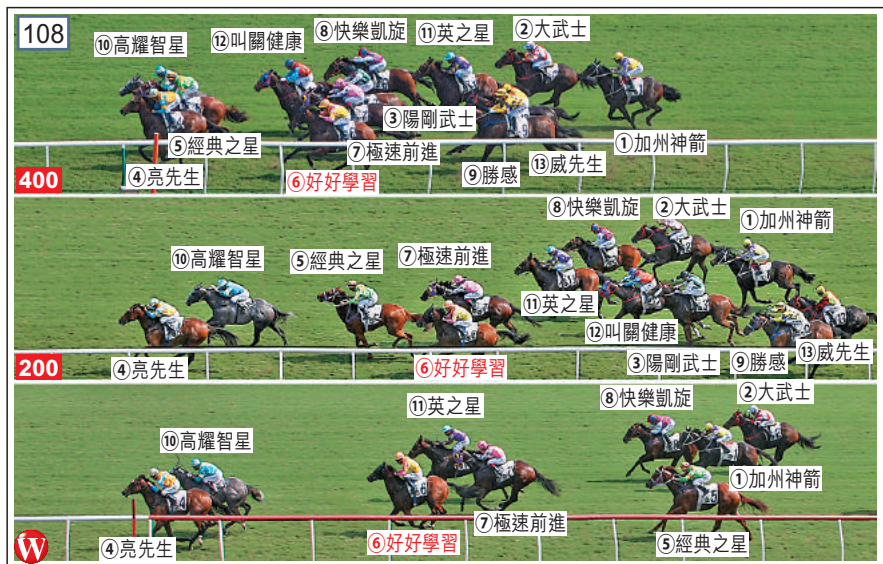 108
⑩高耀智星
⑫叫關健康
⑧快樂凱旋
⑪英之星
②大武士
③陽剛武士
①加州神箭
⑤經典之星
⑦極速前進
⑬威先生
④亮先生
⑥好好學習
⑨勝感
400
⑧快樂凱旋
②大武士
①加州神箭
⑩高耀智星
⑤經典之星
⑦極速前進
⑪英之星
⑫叫關健康
④亮先生
⑥好好學習
③陽剛武士
⑨勝感
⑬威先生
200
⑩高耀智星
⑪英之星
⑧快樂凱旋
②大武士
①加州神箭
④亮先生
⑥好好學習
⑦極速前進
⑤經典之星
W